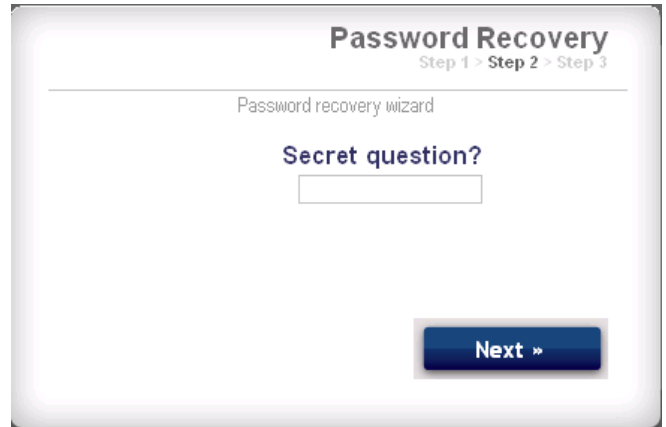 Password Recovery
Step 1 > Step 2 > Step 3
Password recovery wizard
Secret question?
Next »